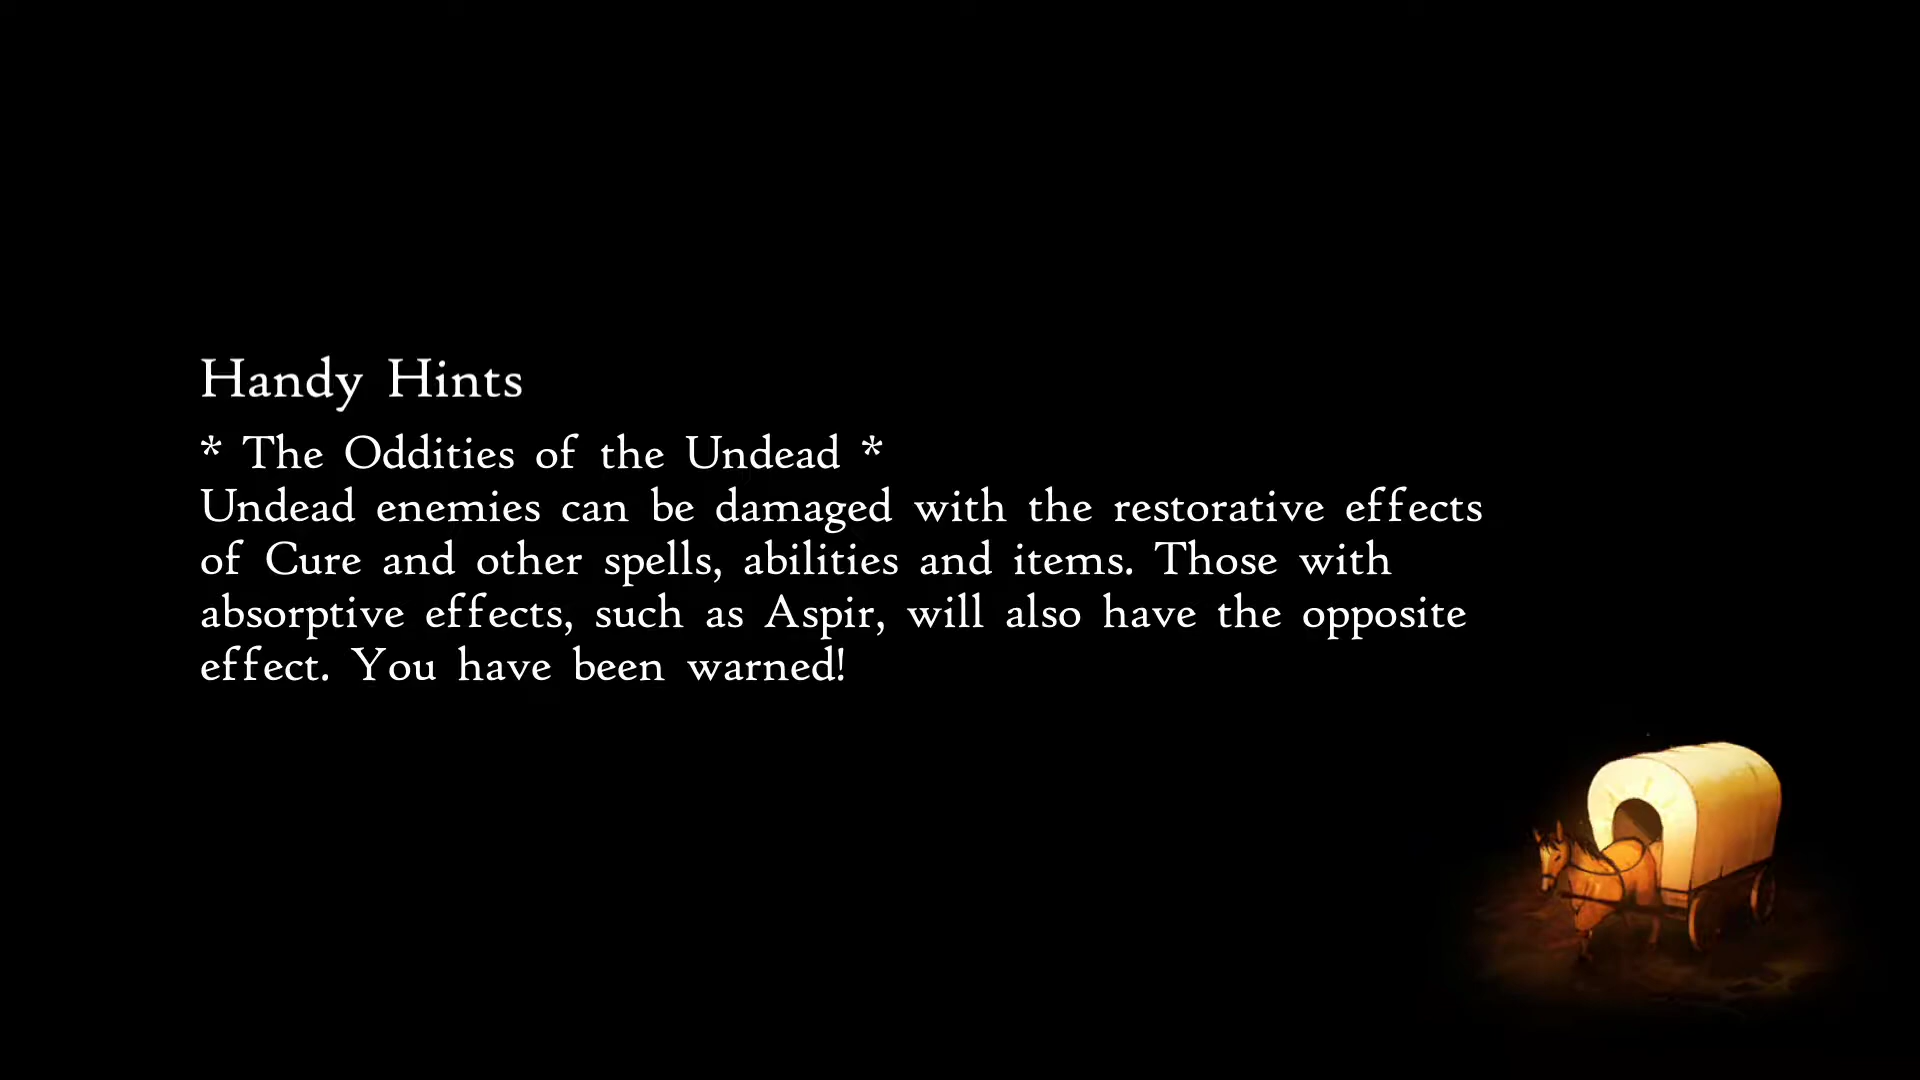 Handy Hints
* The Oddities of the Undead *
Undead enemies can be damaged with the restorative effects
of Cure and other spells, abilities and items. Those with
absorptive effects, such as Aspir, will also have the opposite
effect. You have been warned!